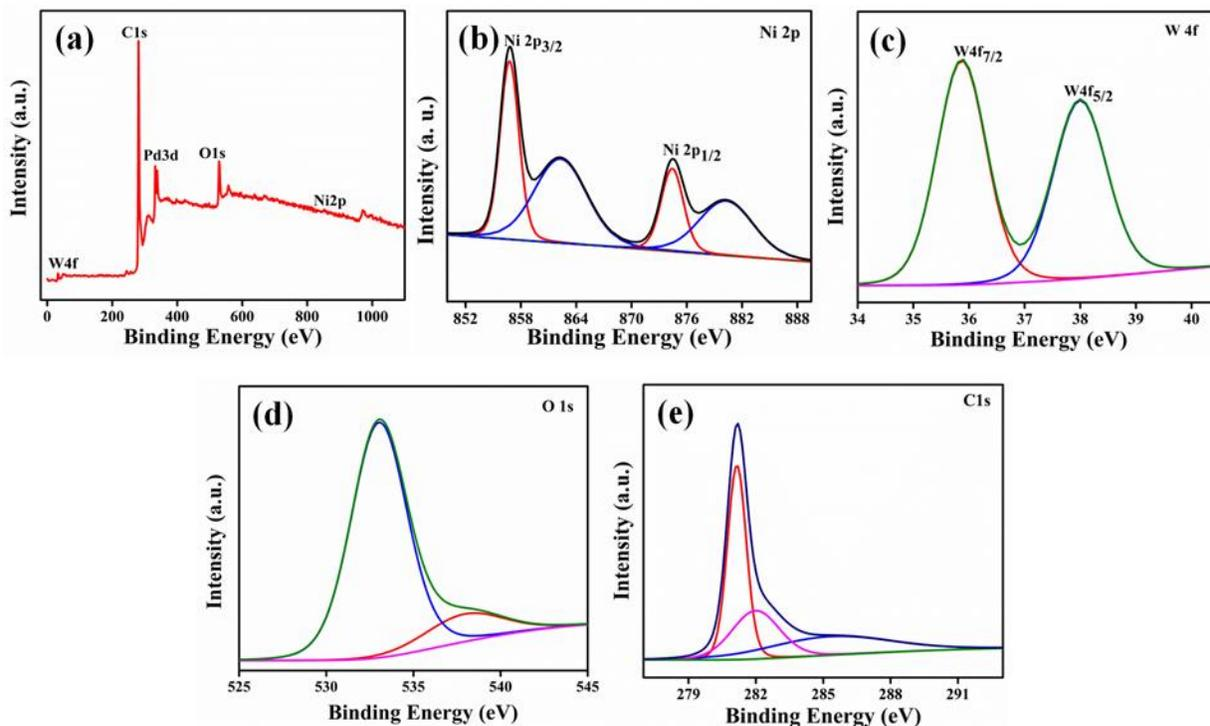 (a)
C1s
Pd3d
O1s
Ni2p
W4f
Intensity (a.u.)
0 200 400 600 800 1000
Binding Energy (eV)
(b)
Ni 2p3/2
Ni 2p
Ni 2p1/2
Intensity (a. u.)
852 858 864 870 876 882 888
Binding Energy (eV)
(c)
W 4f
W4f7/2
W4f5/2
Intensity (a.u.)
34 35 36 37 38 39 40
Binding Energy (eV)
(d)
O 1s
Intensity (a.u.)
525 530 535 540 545
Binding Energy (eV)
(e)
C1s
Intensity (a.u.)
279 282 285 288 291
Binding Energy (eV)